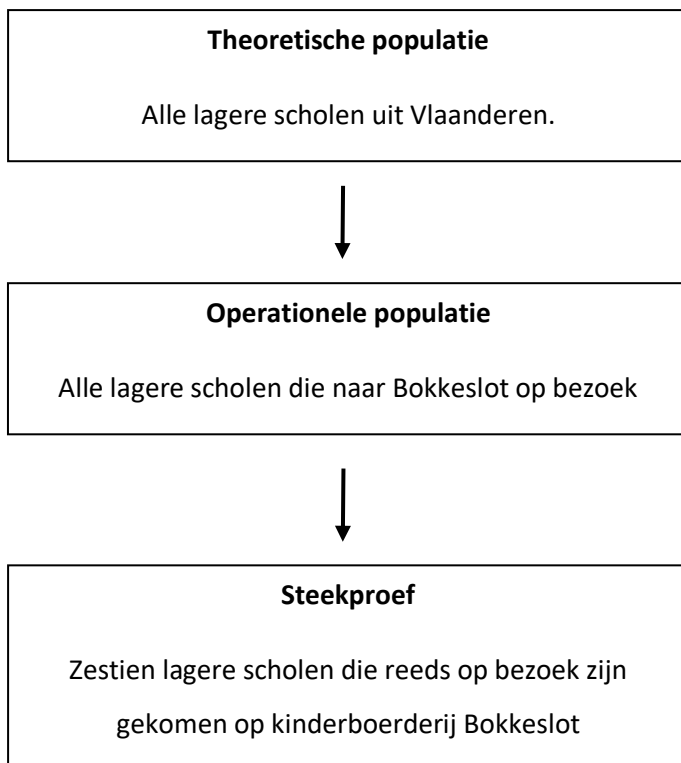 Theoretische populatie
Alle lagere scholen uit Vlaanderen.
Operationele populatie
Alle lagere scholen die naar Bokkeslot op bezoek
Steekproef
Zestien lagere scholen die reeds op bezoek zijn
gekomen op kinderboerderij Bokkeslot